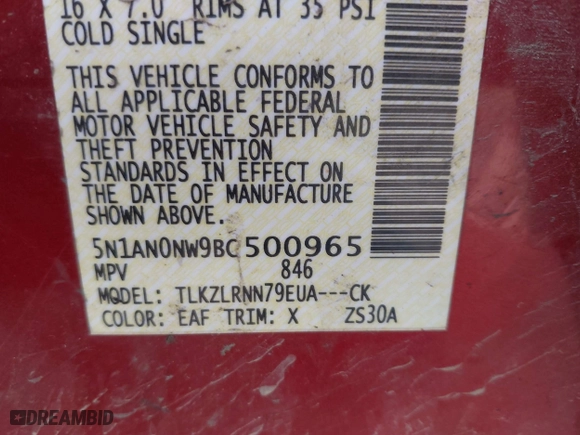 16 X 7.0 RIMS AT 35 PSI
COLD SINGLE
THIS VEHICLE CONFORMS TO
ALL APPLICABLE FEDERAL
MOTOR VEHICLE SAFETY AND
THEFT PREVENTION
STANDARDS IN EFFECT ON
THE DATE OF MANUFACTURE
SHOWN ABOVE.
5N1AN0NW9BC500965
MPV 846
MODEL: TLKZLRNN79EUA---CK
COLOR: EAF TRIM: X ZS30A
DREAMBID